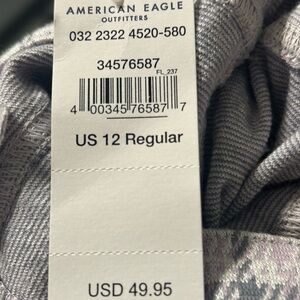 AMERICAN EAGLE
OUTFITTERS
032 2322 4520-580
34576587
FL_237
4 00345 76587 7
US 12 Regular
USD 49.95